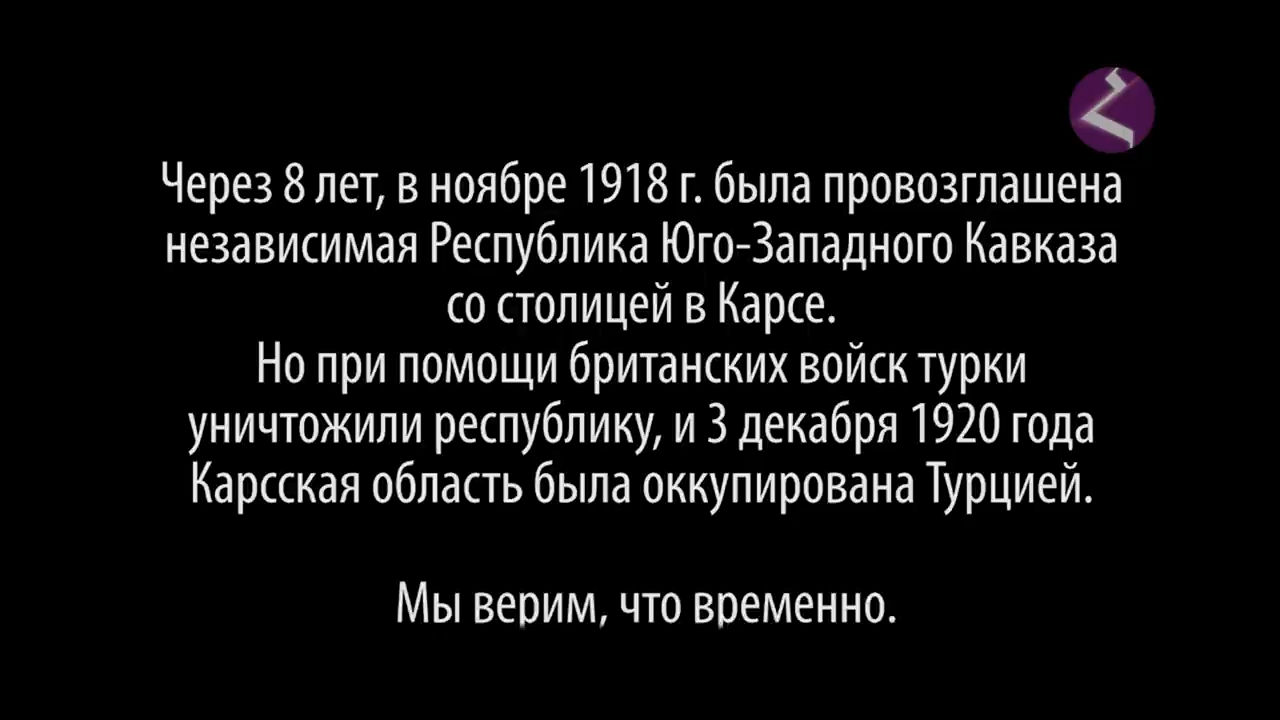 Через 8 лет, в ноябре 1918 г. была провозглашена
независимая Республика Юго-Западного Кавказа
со столицей в Карсе.
Но при помощи британских войск турки
уничтожили республику, и 3 декабря 1920 года
Карсская область была оккупирована Турцией.
Мы верим, что временно.